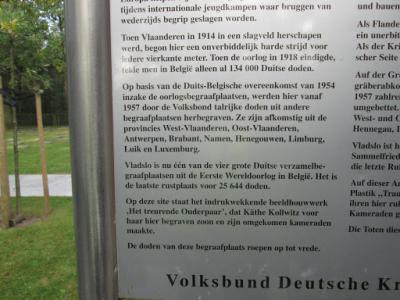 tijdens internationale jeugdkampen waar bruggen van
wederzijds begrip geslagen worden.
Toen Vlaanderen in 1914 in een slagveld herschapen
werd, begon hier een onverbiddelijk harde strijd voor
iedere vierkante meter. Toen de oorlog in 1918 eindigde,
telde men in België alleen al 134 000 Duitse doden.
Op basis van de Duits-Belgische overeenkomst van 1954
inzake de oorlogsbegraafplaatsen, werden hier vanaf
1957 door de Volksbund talrijke doden uit andere
begraafplaatsen herbegraven. Ze zijn afkomstig uit de
provincies West-Vlaanderen, Oost-Vlaanderen,
Antwerpen, Brabant, Namen, Henegouwen, Limburg,
Luik en Luxemburg.
Vladslo is nu één van de vier grote Duitse verzamelbe-
graafplaatsen uit de Eerste Wereldoorlog in België. Het is
de laatste rustplaats voor 25 644 doden.
Op deze site staat het indrukwekkende beeldhouwwerk
'Het treurende Ouderpaar', dat Käthe Kollwitz voor
haar hier begraven zoon en zijn omgekomen kameraden
maakte.
De doden van deze begraafplaats roepen op tot vrede.
und bauen
Als Fland
ein unerbit
Als der Kri
scher Seite
Auf der Gr
gräberabko
1957 zahlre
umgebettet.
West- und O
Hennegau, L
Vladslo ist h
Sammelfried
die letzte Ru
Auf dieser A
Plastik „Trau
ihren hier ruh
Kameraden g
Die Toten dies
Volksbund Deutsche Kr